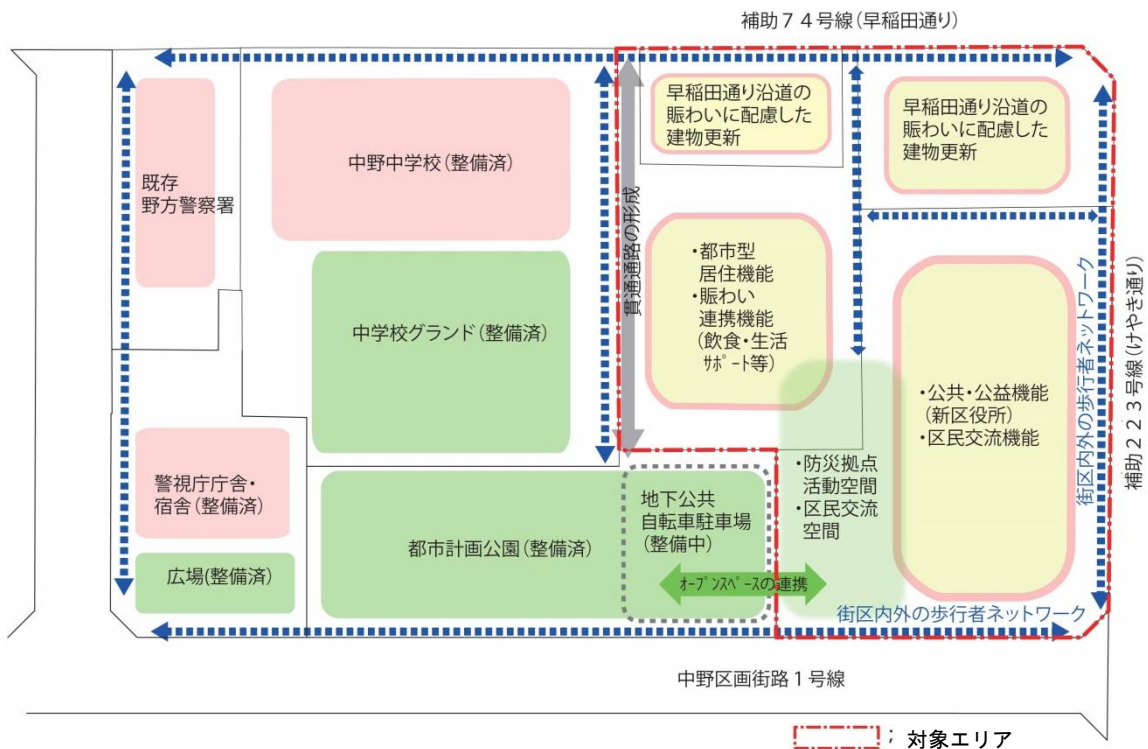 補助７４号線（早稲田通り）
早稲田通り沿道の
賑わいに配慮した
建物更新
早稲田通り沿道の
賑わいに配慮した
建物更新
既存
野方警察署
中野中学校（整備済）
貫通通路の形成
・都市型
居住機能
・賑わい
連携機能
（飲食・生活
ｻﾎﾟｰﾄ等）
中学校グランド（整備済）
街区内外の歩行者ネットワーク
補助２２３号線（けやき通り）
・公共・公益機能
（新区役所）
・区民交流機能
警視庁庁舎・
宿舎（整備済）
・防災拠点
活動空間
・区民交流
空間
地下公共
自転車駐車場
（整備中）
都市計画公園（整備済）
広場(整備済）
ｵｰﾌﾟﾝｽﾍﾟｰｽの連携
街区内外の歩行者ネットワーク
中野区画街路１号線
；対象エリア